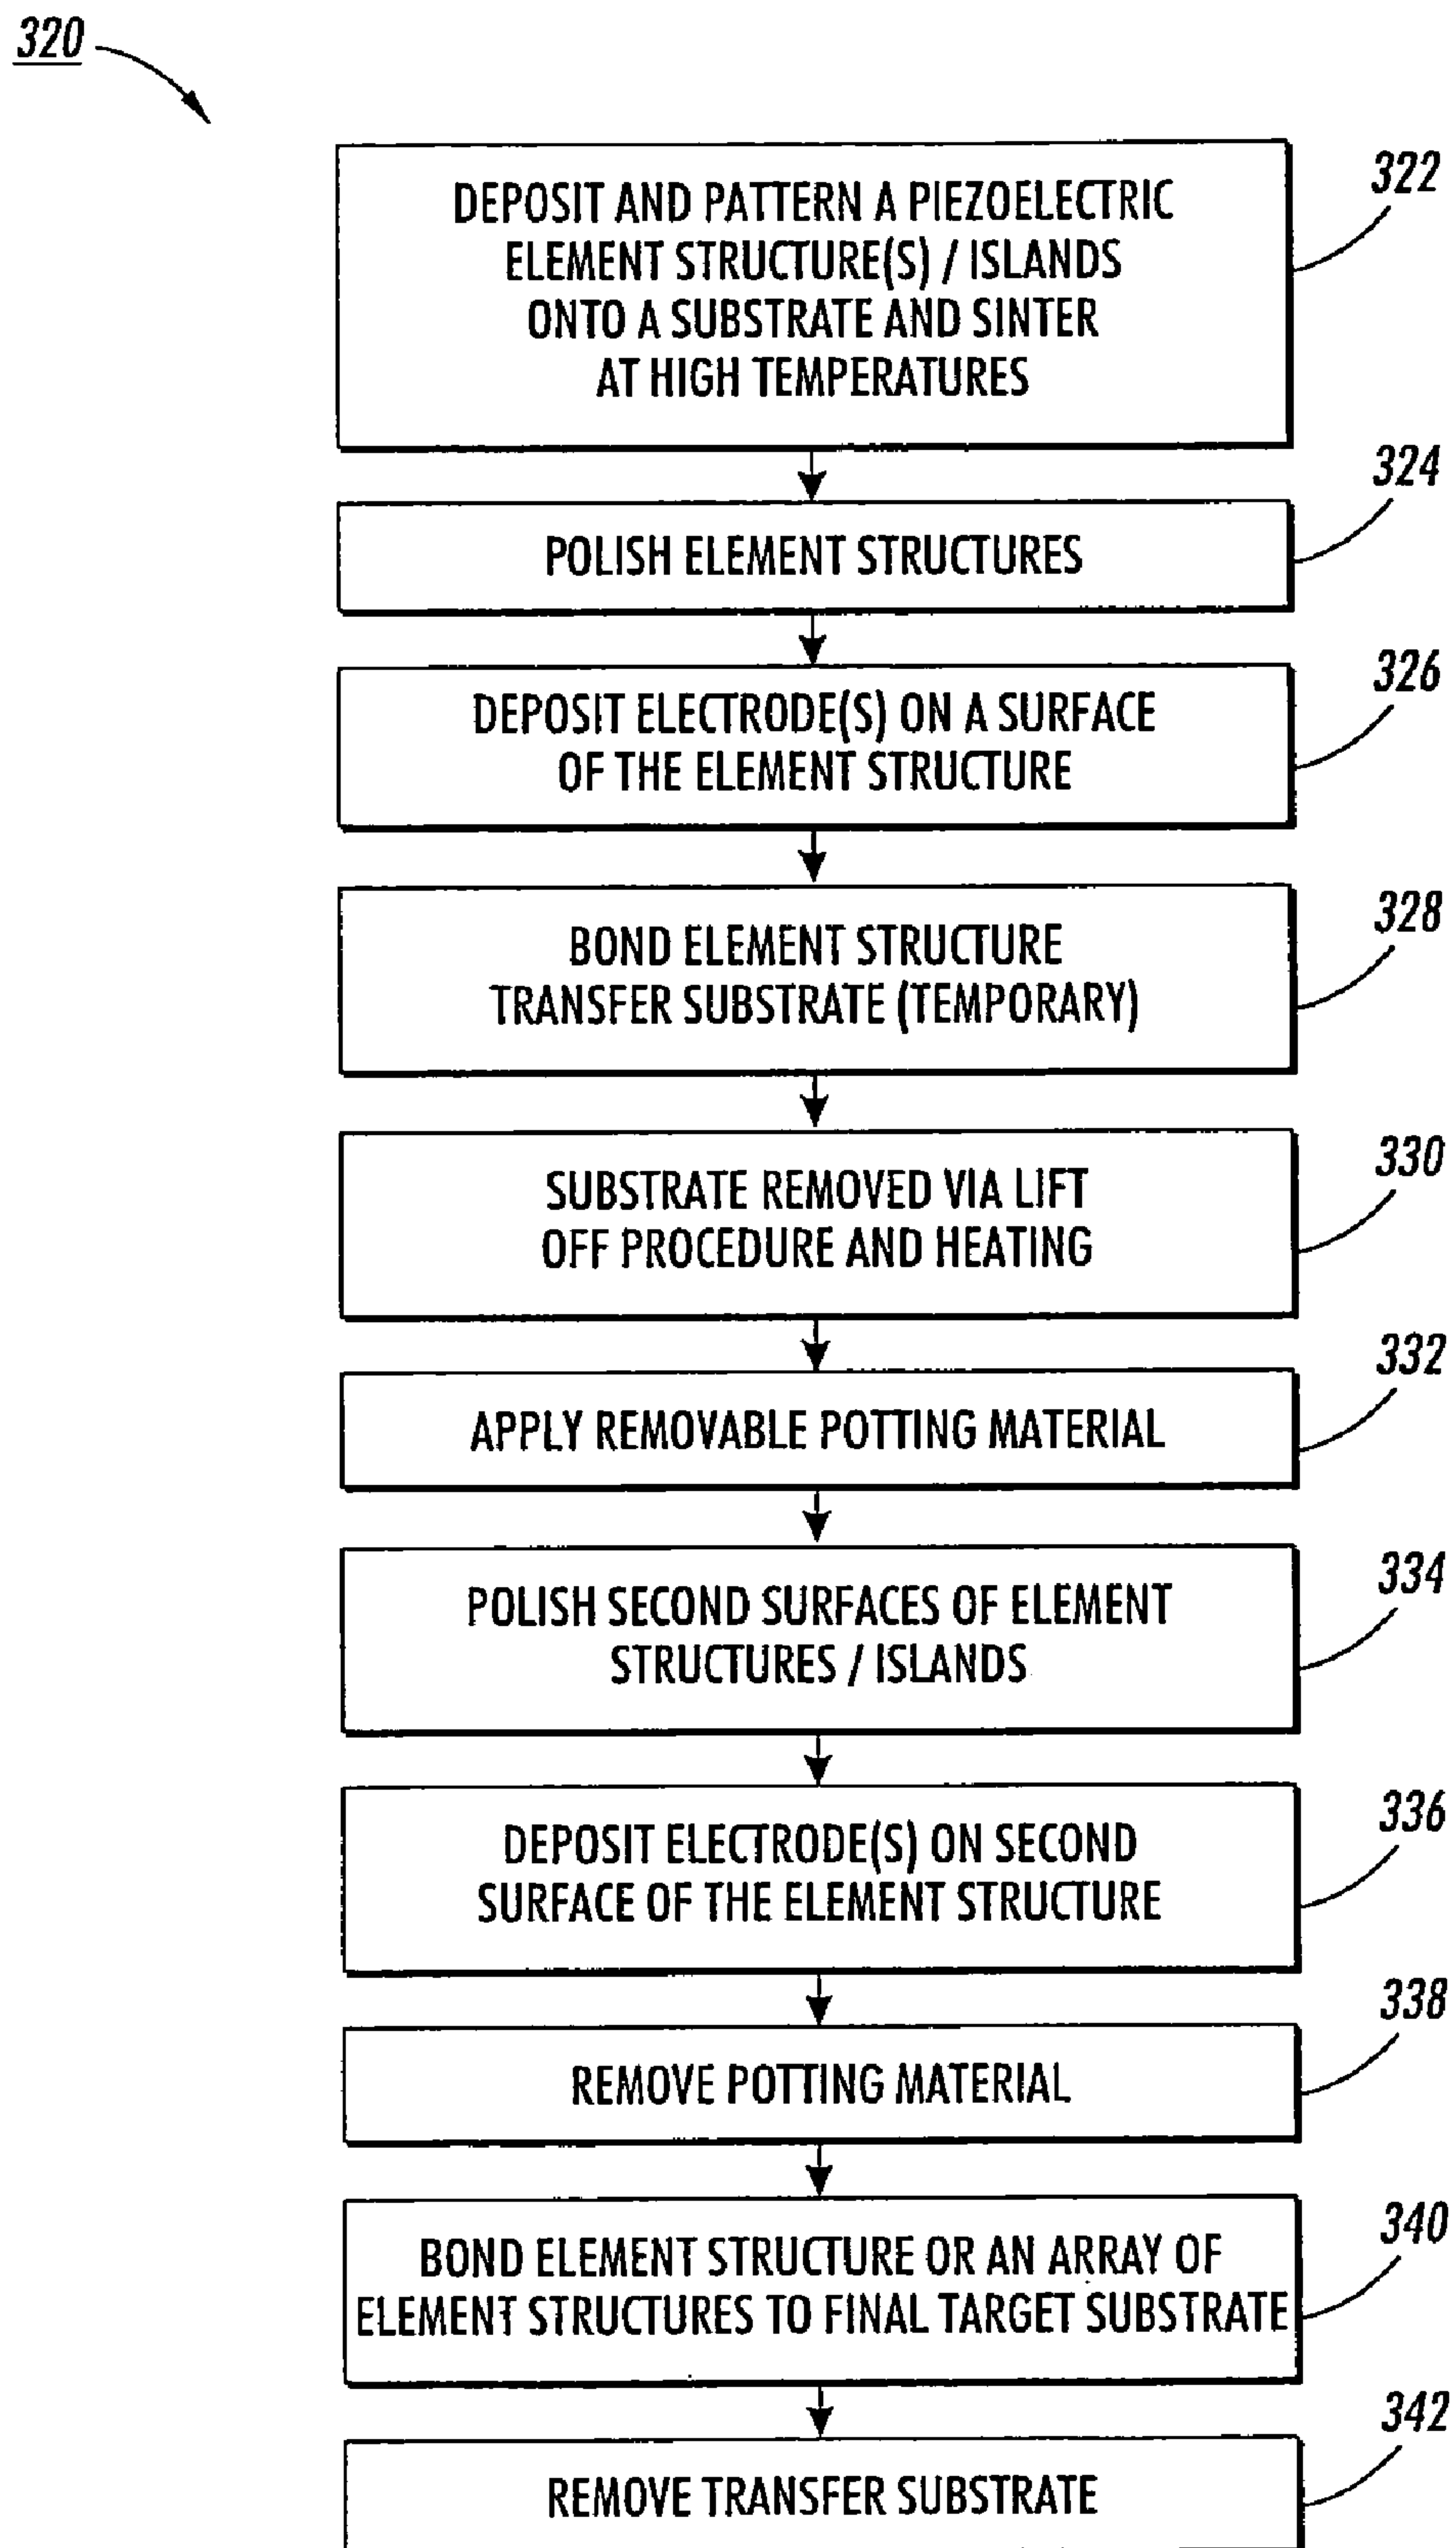 320
322
DEPOSIT AND PATTERN A PIEZOELECTRIC
ELEMENT STRUCTURE(S) / ISLANDS
ONTO A SUBSTRATE AND SINTER
AT HIGH TEMPERATURES
324
POLISH ELEMENT STRUCTURES
326
DEPOSIT ELECTRODE(S) ON A SURFACE
OF THE ELEMENT STRUCTURE
328
BOND ELEMENT STRUCTURE
TRANSFER SUBSTRATE (TEMPORARY)
330
SUBSTRATE REMOVED VIA LIFT
OFF PROCEDURE AND HEATING
332
APPLY REMOVABLE POTTING MATERIAL
334
POLISH SECOND SURFACES OF ELEMENT
STRUCTURES / ISLANDS
336
DEPOSIT ELECTRODE(S) ON SECOND
SURFACE OF THE ELEMENT STRUCTURE
338
REMOVE POTTING MATERIAL
340
BOND ELEMENT STRUCTURE OR AN ARRAY OF
ELEMENT STRUCTURES TO FINAL TARGET SUBSTRATE
342
REMOVE TRANSFER SUBSTRATE